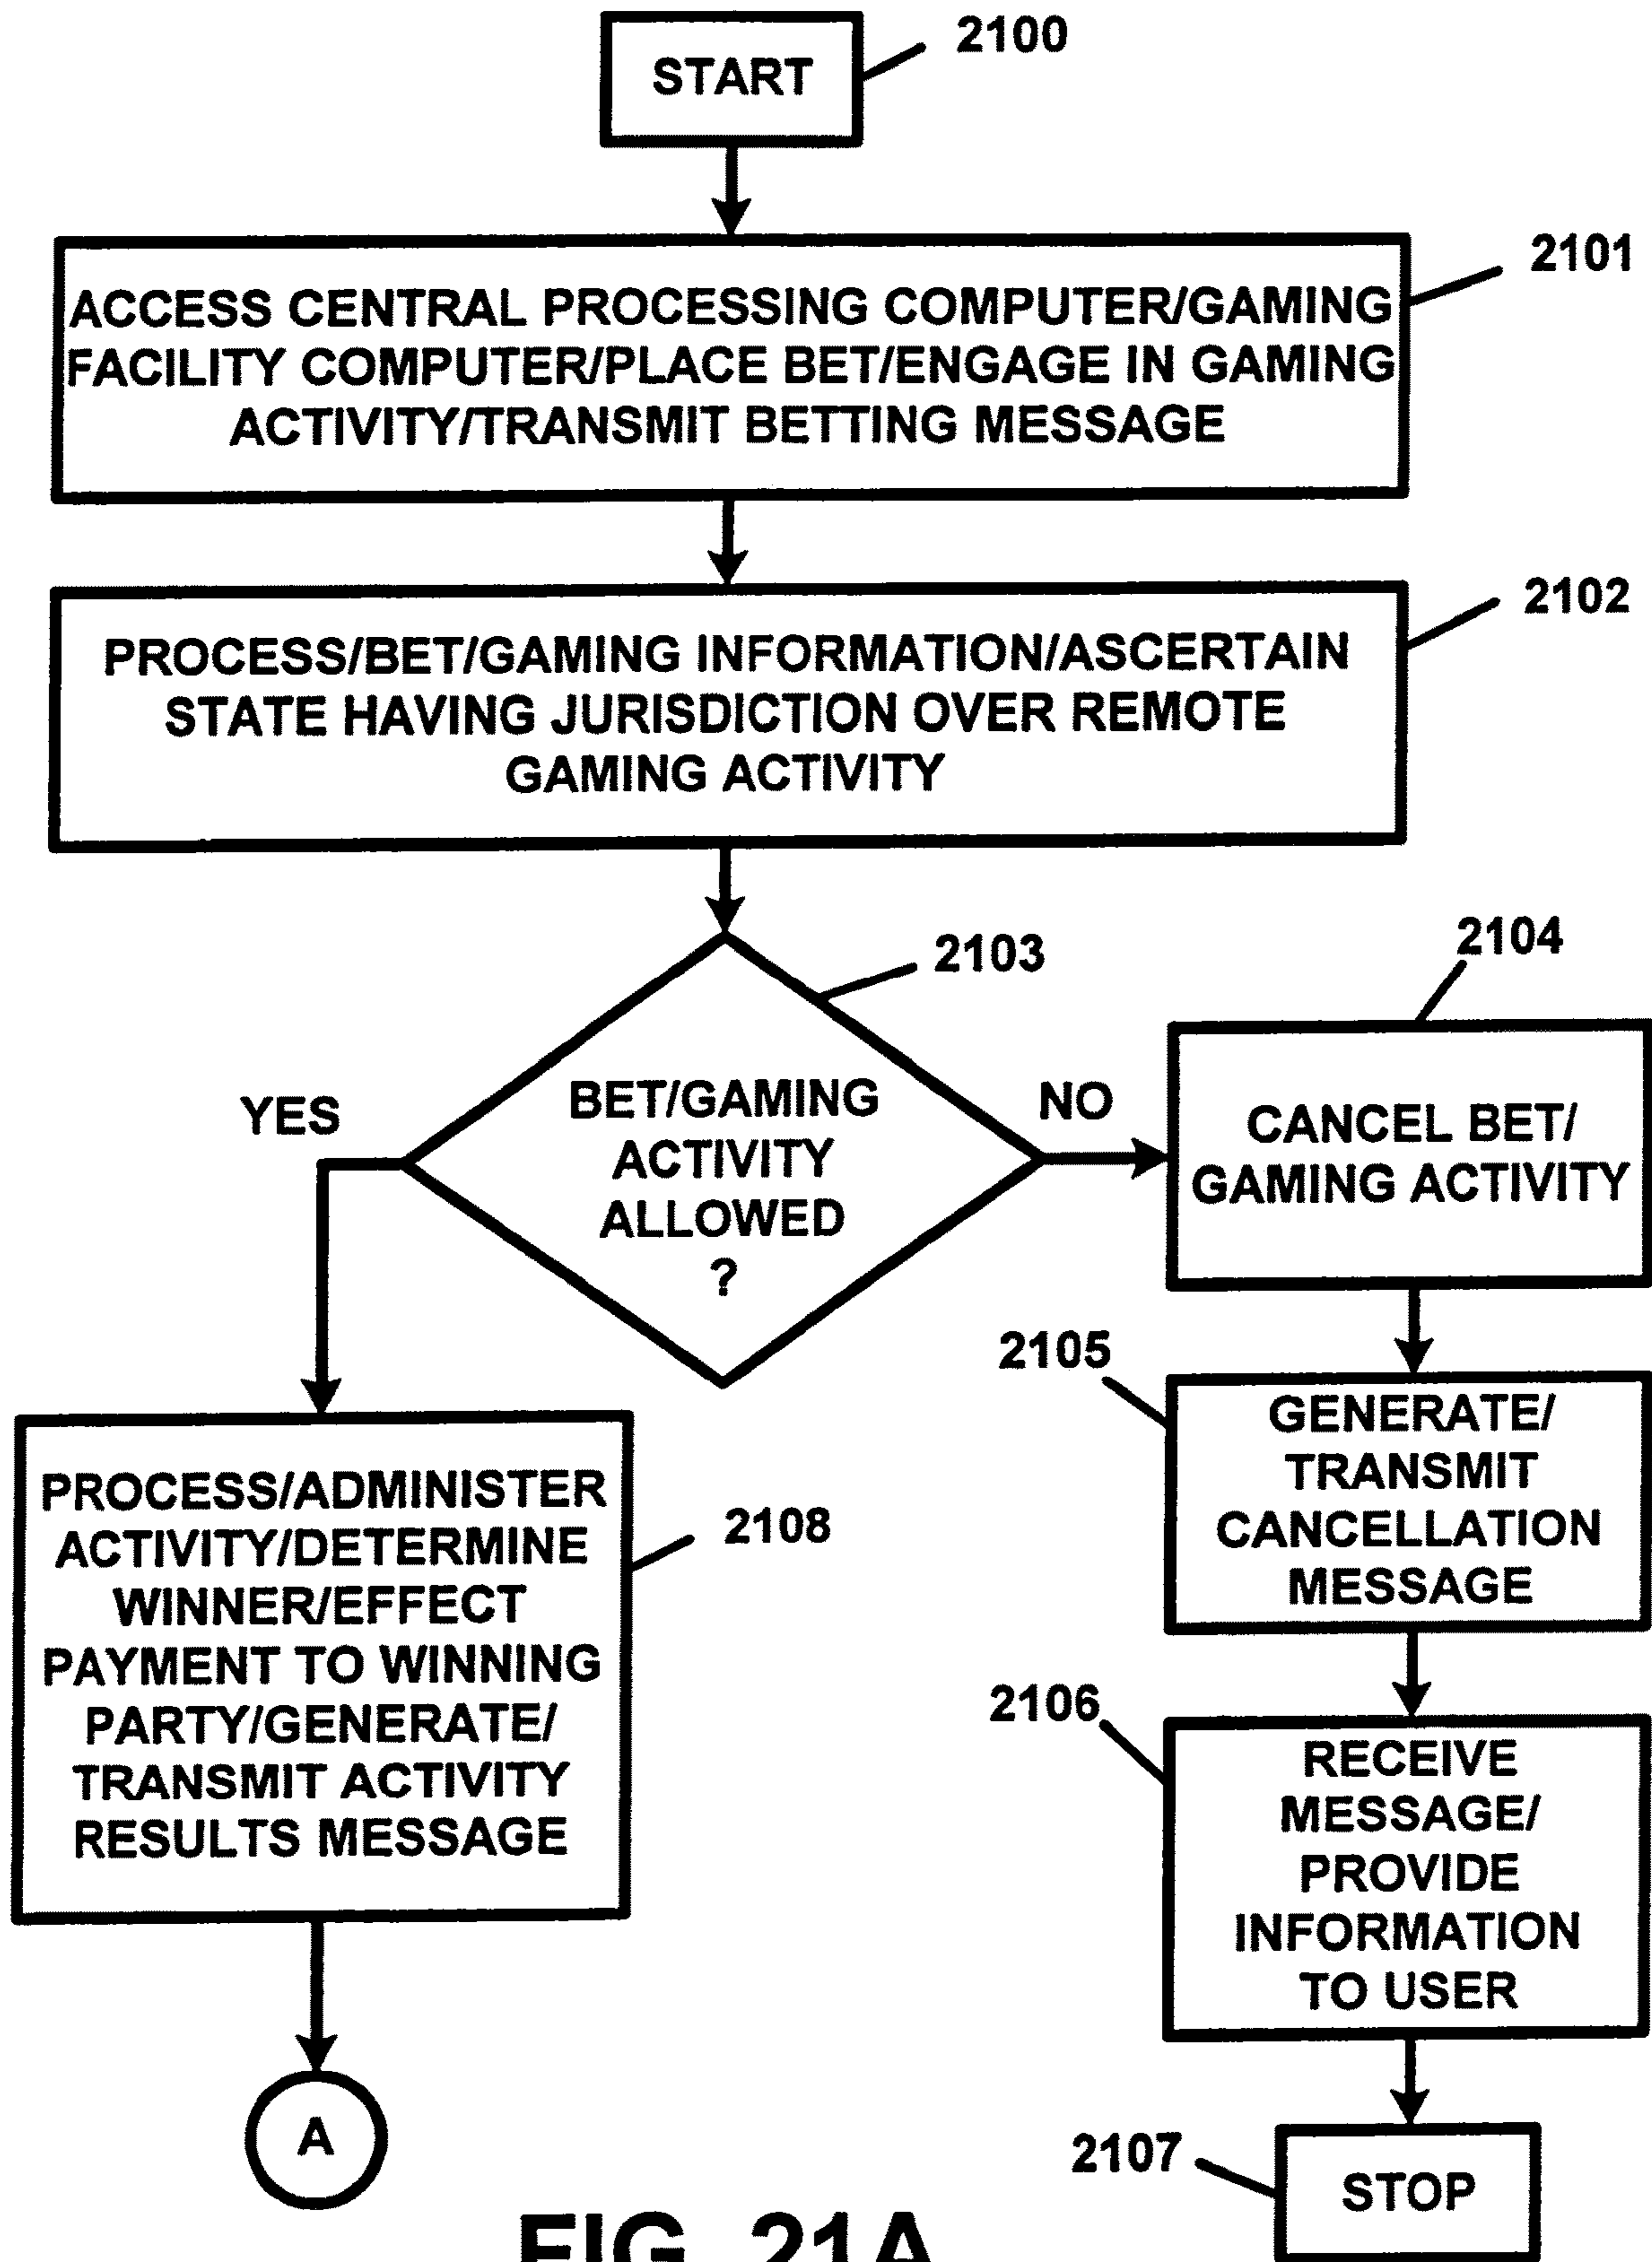 START
2100
2101
ACCESS CENTRAL PROCESSING COMPUTER/GAMING
FACILITY COMPUTER/PLACE BET/ENGAGE IN GAMING
ACTIVITY/TRANSMIT BETTING MESSAGE
2102
PROCESS/BET/GAMING INFORMATION/ASCERTAIN
STATE HAVING JURISDICTION OVER REMOTE
GAMING ACTIVITY
2103
BET/GAMING
ACTIVITY
ALLOWED
?
YES
NO
2104
CANCEL BET/
GAMING ACTIVITY
2105
GENERATE/
TRANSMIT
CANCELLATION
MESSAGE
2106
RECEIVE
MESSAGE/
PROVIDE
INFORMATION
TO USER
2107
STOP
2108
PROCESS/ADMINISTER
ACTIVITY/DETERMINE
WINNER/EFFECT
PAYMENT TO WINNING
PARTY/GENERATE/
TRANSMIT ACTIVITY
RESULTS MESSAGE
A
FIG. 21A